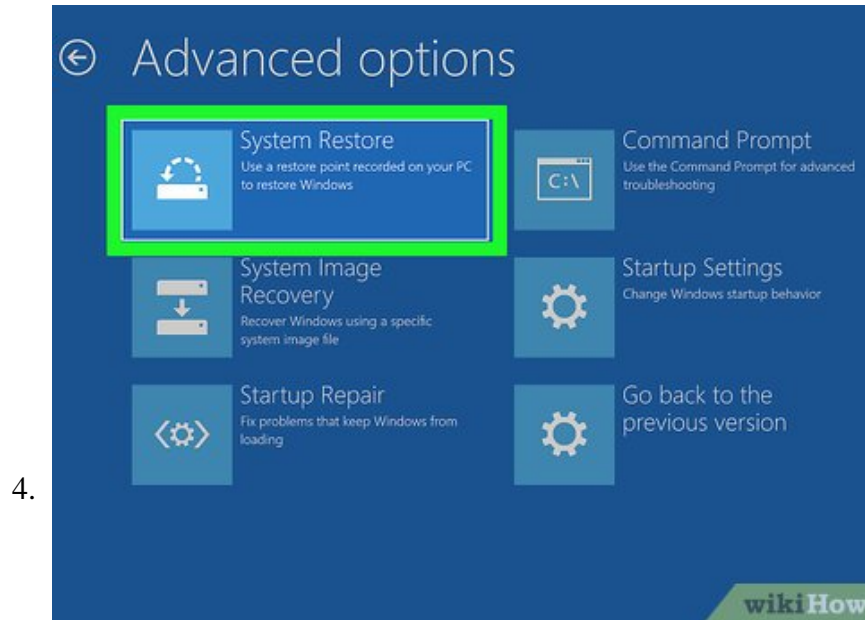 Advanced options
System Restore
Use a restore point recorded on your PC
to restore Windows
Command Prompt
Use the Command Prompt for advanced
troubleshooting
C:\
System Image
Recovery
Recover Windows using a specific
system image file
Startup Settings
Change Windows startup behavior
Startup Repair
Fix problems that keep Windows from
loading
Go back to the
previous version
4.
wikiHow